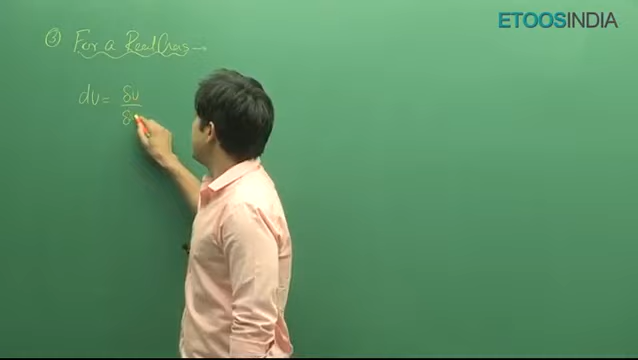 ETOOSINDIA
③ For a Real Gas →
dU = δU
δ